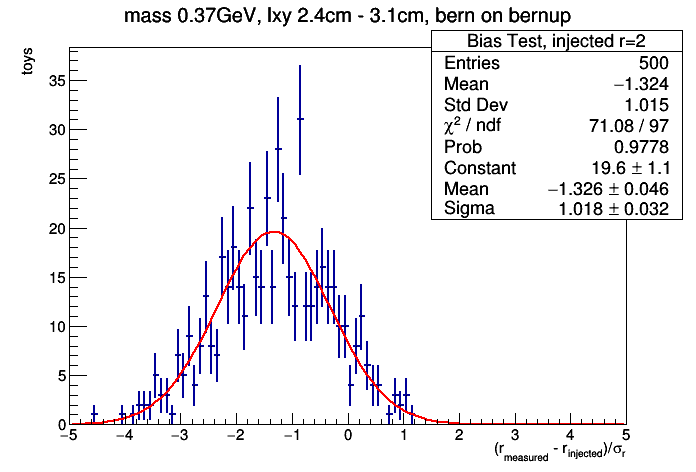 mass 0.37GeV, lxy 2.4cm - 3.1cm, bern on bernup
toys
Bias Test, injected r=2
Entries 500
Mean −1.324
Std Dev 1.015
χ² / ndf 71.08 / 97
Prob 0.9778
Constant 19.6 ± 1.1
Mean −1.326 ± 0.046
Sigma 1.018 ± 0.032
35
30
25
20
15
10
5
0
−5 −4 −3 −2 −1 0 1 2 3 4 5
(r_measured - r_injected)/σ_r